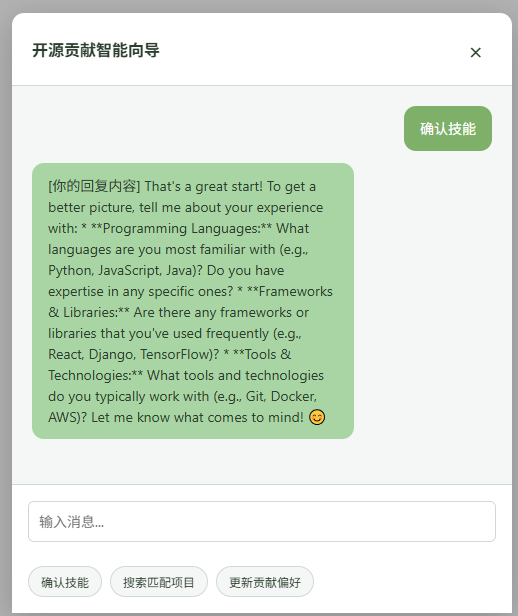 开源贡献智能向导
×
确认技能
[你的回复内容] That's a great start! To get a
better picture, tell me about your experience
with: * **Programming Languages:** What
languages are you most familiar with (e.g.,
Python, JavaScript, Java)? Do you have
expertise in any specific ones? * **Frameworks
& Libraries:** Are there any frameworks or
libraries that you've used frequently (e.g.,
React, Django, TensorFlow)? * **Tools &
Technologies:** What tools and technologies
do you typically work with (e.g., Git, Docker,
AWS)? Let me know what comes to mind! 😊
输入消息...
确认技能 搜索匹配项目 更新贡献偏好